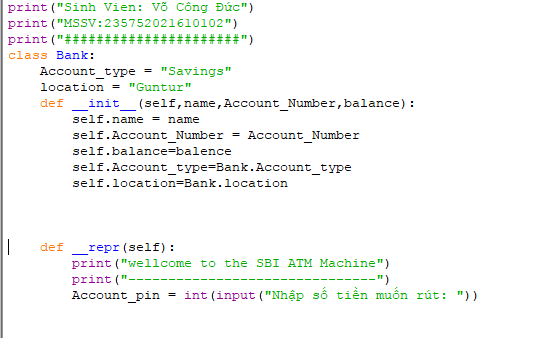 print("Sinh Vien: Võ Công Đức")
print("MSSV:235752021610102")
print("######################")
class Bank:
    Account_type = "Savings"
    location = "Guntur"
    def __init__(self,name,Account_Number,balance):
        self.name = name
        self.Account_Number = Account_Number
        self.balance=balence
        self.Account_type=Bank.Account_type
        self.location=Bank.location
    def __repr(self):
        print("wellcome to the SBI ATM Machine")
        print("-------------------------------")
        Account_pin = int(input("Nhập số tiền muốn rút: "))